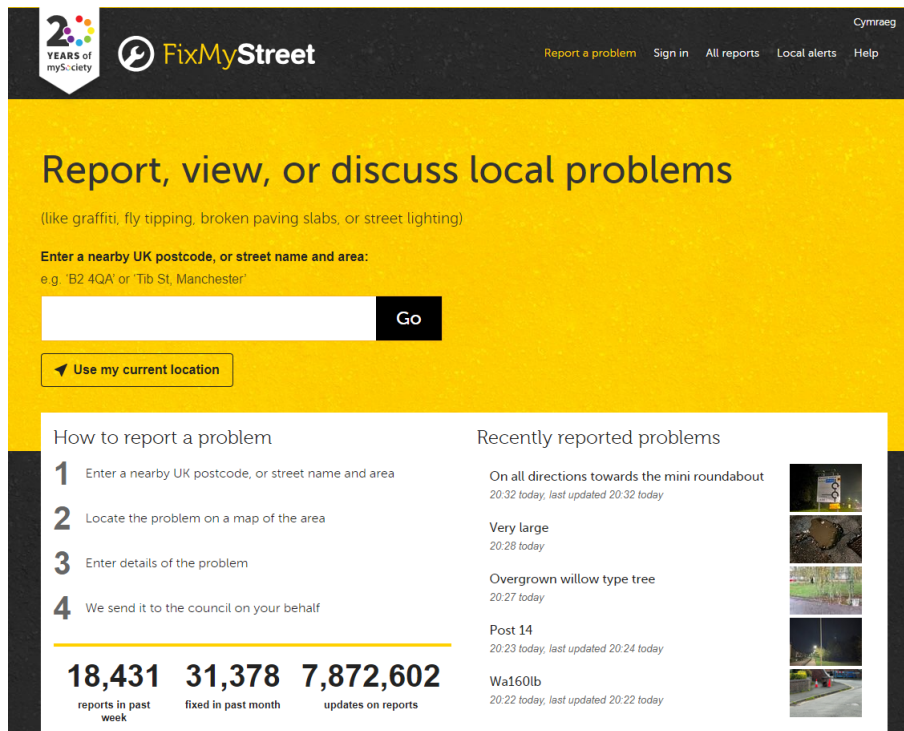 20
YEARS of
mySociety
FixMyStreet
Cymraeg
Report a problem Sign in All reports Local alerts Help
Report, view, or discuss local problems
(like graffiti, fly tipping, broken paving slabs, or street lighting)
Enter a nearby UK postcode, or street name and area:
e.g. 'B2 4QA' or 'Tib St, Manchester'
Go
Use my current location
How to report a problem
1 Enter a nearby UK postcode, or street name and area
2 Locate the problem on a map of the area
3 Enter details of the problem
4 We send it to the council on your behalf
18,431 31,378 7,872,602
reports in past fixed in past month updates on reports
week
Recently reported problems
On all directions towards the mini roundabout
20:32 today, last updated 20:32 today
Very large
20:28 today
Overgrown willow type tree
20:27 today
Post 14
20:23 today, last updated 20:24 today
Wa160lb
20:22 today, last updated 20:22 today